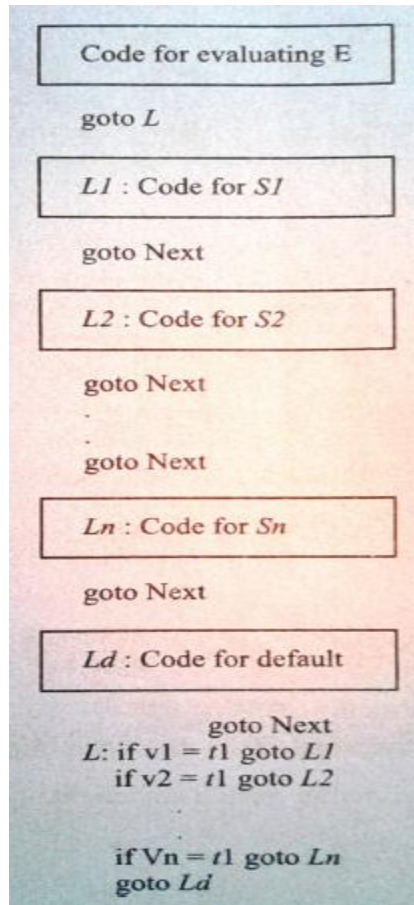 Code for evaluating E
goto L
L1 : Code for S1
goto Next
L2 : Code for S2
goto Next
.
.
goto Next
Ln : Code for Sn
goto Next
Ld : Code for default
goto Next
L: if v1 = t1 goto L1
if v2 = t1 goto L2
.
.
if Vn = t1 goto Ln
goto Ld